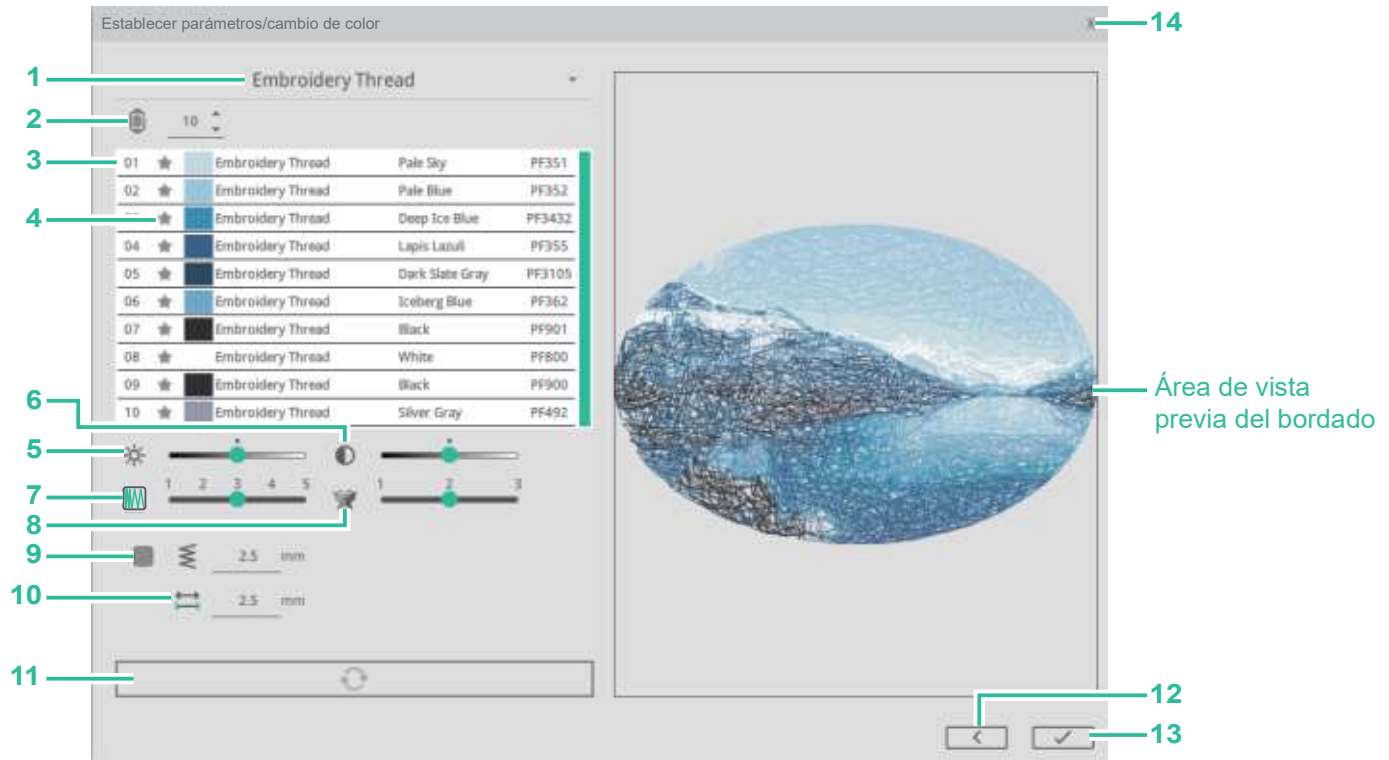 Establecer parámetros/cambio de color
14
1
Embroidery Thread
2
10
3
01 Embroidery Thread Pale Sky PF351
02 Embroidery Thread Pale Blue PF352
4
Embroidery Thread Deep Ice Blue PF3432
04 Embroidery Thread Lapis Lazuli PF355
05 Embroidery Thread Dark Slate Gray PF3105
06 Embroidery Thread Iceberg Blue PF362
07 Embroidery Thread Black PF901
08 Embroidery Thread White PF800
09 Embroidery Thread Black PF900
10 Embroidery Thread Silver Gray PF492
Área de vista
previa del bordado
6
5
7
1 2 3 4 5
1 2 3
8
9
2.5 mm
10
2.5 mm
11
12
13